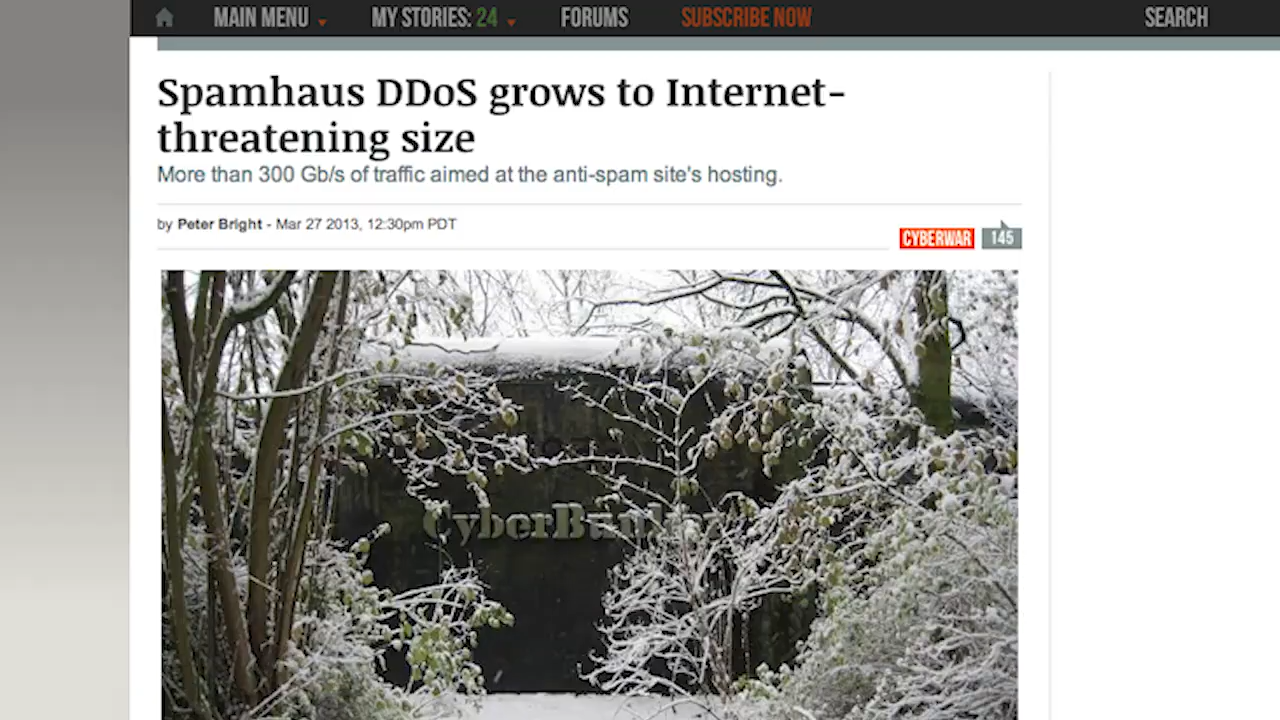 MAIN MENU MY STORIES: 24 FORUMS SUBSCRIBE NOW SEARCH
Spamhaus DDoS grows to Internet-
threatening size
More than 300 Gb/s of traffic aimed at the anti-spam site's hosting.
by Peter Bright - Mar 27 2013, 12:30pm PDT
CYBERWAR 145
CyberBunker